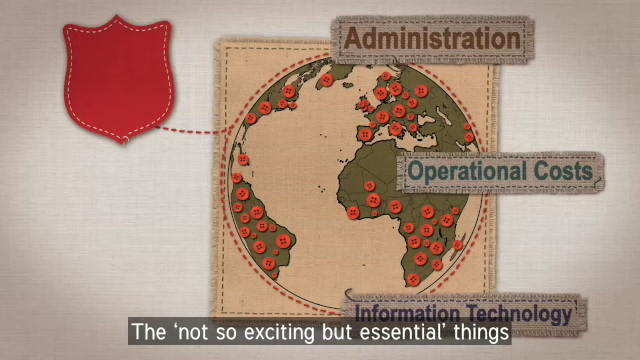 Administration
Operational Costs
Information Technology
The ‘not so exciting but essential’ things